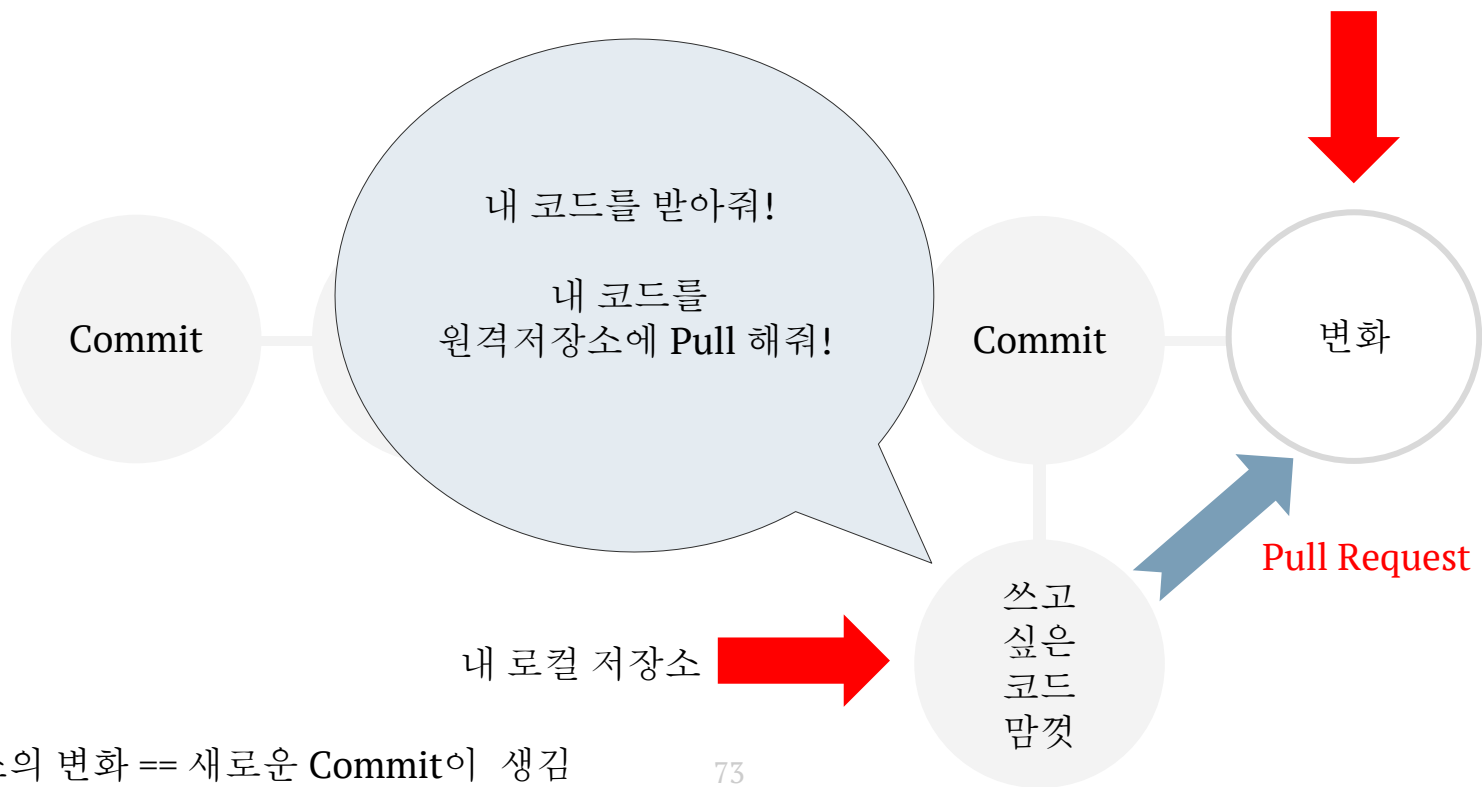 내 코드를 받아줘!
내 코드를
원격저장소에 Pull 해줘!
Commit
Commit
변화
Pull Request
쓰고
싶은
코드
맘껏
내 로컬 저장소
의 변화 == 새로운 Commit이 생김
73